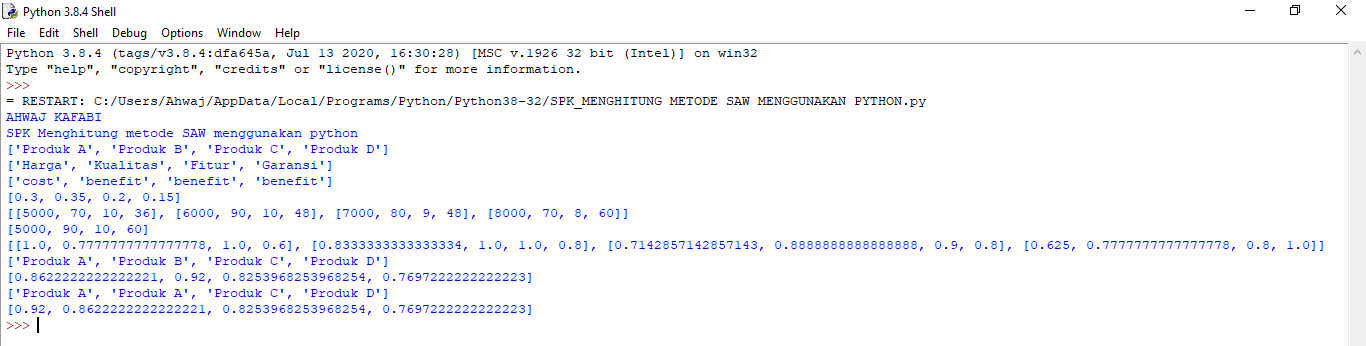 Python 3.8.4 Shell
File Edit Shell Debug Options Window Help
Python 3.8.4 (tags/v3.8.4:dfa645a, Jul 13 2020, 16:30:28) [MSC v.1926 32 bit (Intel)] on win32
Type "help", "copyright", "credits" or "license()" for more information.
>>>
= RESTART: C:/Users/Ahwaj/AppData/Local/Programs/Python/Python38-32/SPK_MENGHITUNG METODE SAW MENGGUNAKAN PYTHON.py
AHWAJ KAFABI
SPK Menghitung metode SAW menggunakan python
['Produk A', 'Produk B', 'Produk C', 'Produk D']
['Harga', 'Kualitas', 'Fitur', 'Garansi']
['cost', 'benefit', 'benefit', 'benefit']
[0.3, 0.35, 0.2, 0.15]
[[5000, 70, 10, 36], [6000, 90, 10, 48], [7000, 80, 9, 48], [8000, 70, 8, 60]]
[5000, 90, 10, 60]
[[1.0, 0.7777777777777778, 1.0, 0.6], [0.8333333333333334, 1.0, 1.0, 0.8], [0.7142857142857143, 0.8888888888888888, 0.9, 0.8], [0.625, 0.7777777777777778, 0.8, 1.0]]
['Produk A', 'Produk B', 'Produk C', 'Produk D']
[0.8622222222222221, 0.92, 0.8253968253968254, 0.7697222222222223]
['Produk A', 'Produk A', 'Produk C', 'Produk D']
[0.92, 0.8622222222222221, 0.8253968253968254, 0.7697222222222223]
>>>